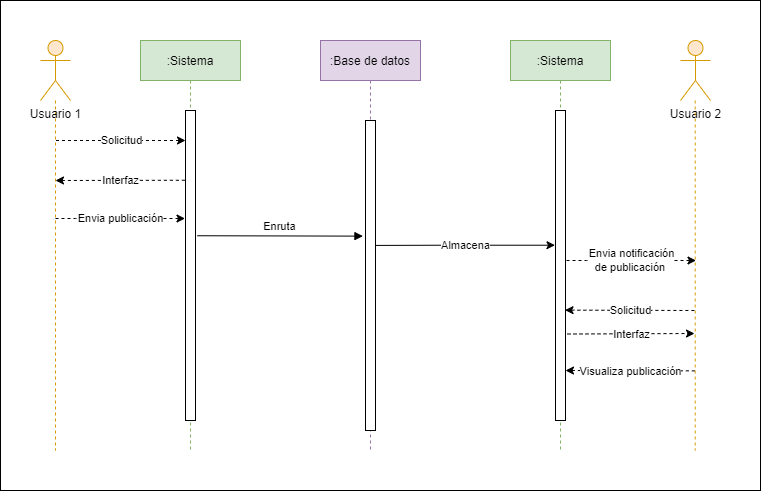 :Sistema
:Base de datos
:Sistema
Usuario 1
Usuario 2
Solicitud
Interfaz
Envia publicación
Enruta
Almacena
Envia notificación
de publicación
Solicitud
Interfaz
Visualiza publicación